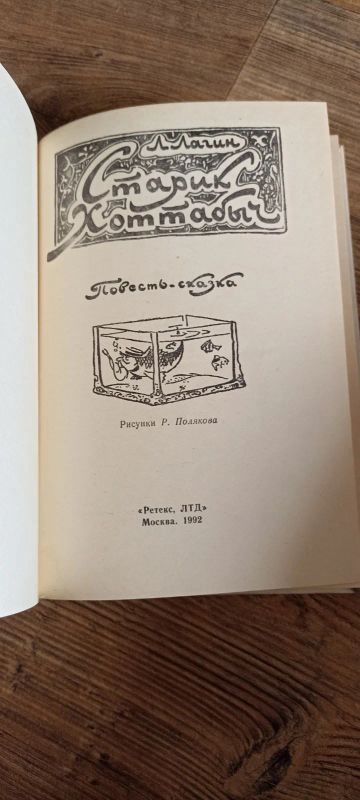 Л. Лагин
Старик
Хоттабыч
Повесть-сказка
Рисунки Р. Полякова
«Ретекс, ЛТД»
Москва. 1992